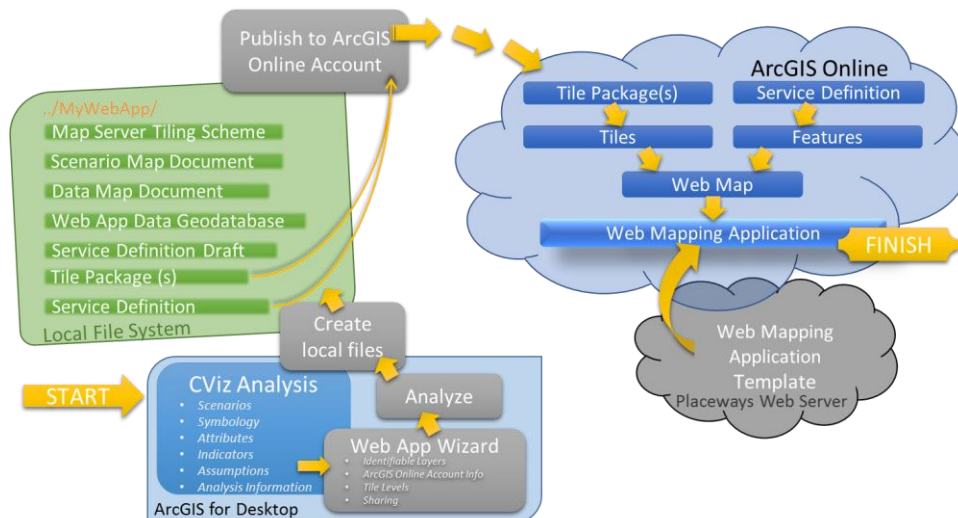 Publish to ArcGIS
Online Account
../MyWebApp/
Map Server Tiling Scheme
Scenario Map Document
Data Map Document
Web App Data Geodatabase
Service Definition Draft
Tile Package (s)
Service Definition
Local File System
ArcGIS Online
Tile Package(s)
Service Definition
Tiles
Features
Web Map
Web Mapping Application
FINISH
Web Mapping
Application
Template
Placeways Web Server
Create
local files
START
CViz Analysis
• Scenarios
• Symbology
• Attributes
• Indicators
• Assumptions
• Analysis Information
Analyze
Web App Wizard
• Identifiable Layers
• ArcGIS Online Account Info
• Tile Levels
• Sharing
ArcGIS for Desktop